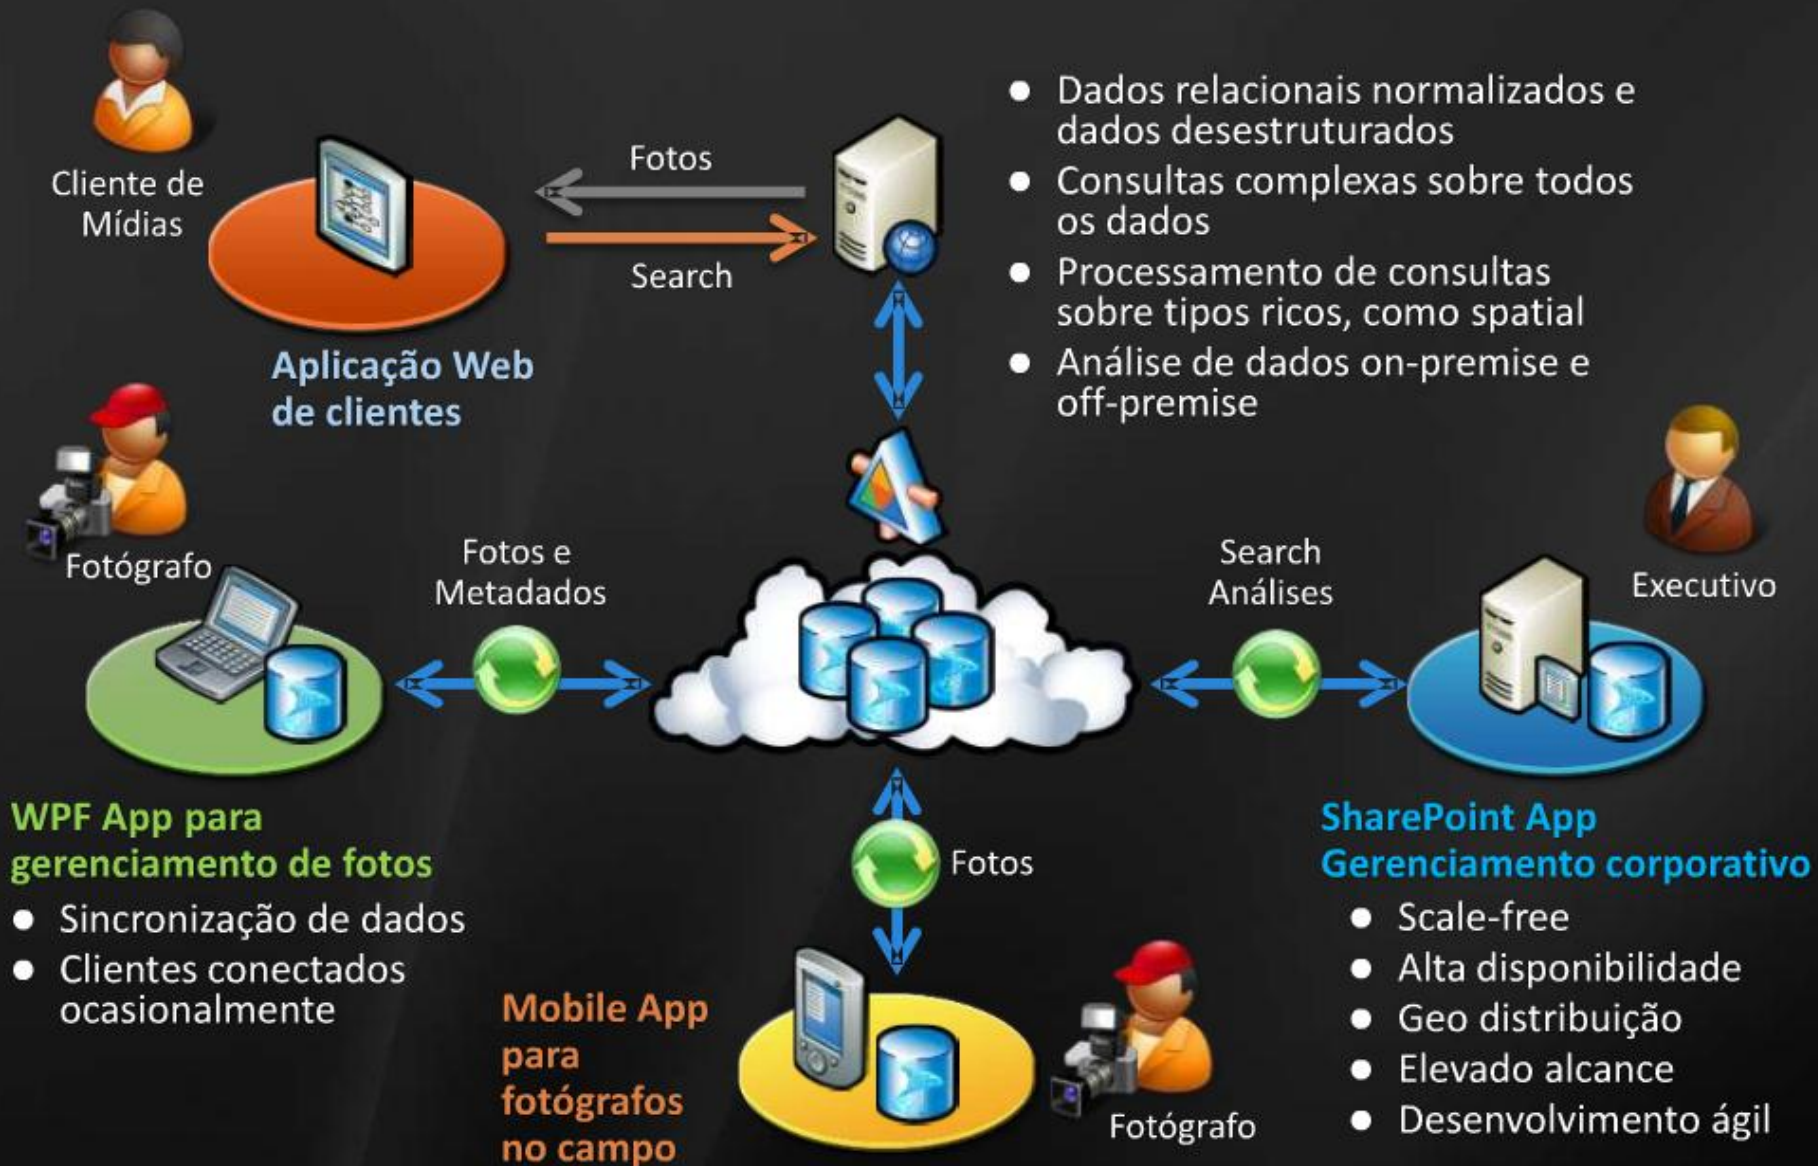 Cliente de
Mídias
Fotos
Search
Aplicação Web
de clientes
● Dados relacionais normalizados e
dados desestruturados
● Consultas complexas sobre todos
os dados
● Processamento de consultas
sobre tipos ricos, como spatial
● Análise de dados on-premise e
off-premise
Fotógrafo
Fotos e
Metadados
Search
Análises
Executivo
WPF App para
gerenciamento de fotos
● Sincronização de dados
● Clientes conectados
ocasionalmente
Fotos
Mobile App
para
fotógrafos
no campo
Fotógrafo
SharePoint App
Gerenciamento corporativo
● Scale-free
● Alta disponibilidade
● Geo distribuição
● Elevado alcance
● Desenvolvimento ágil